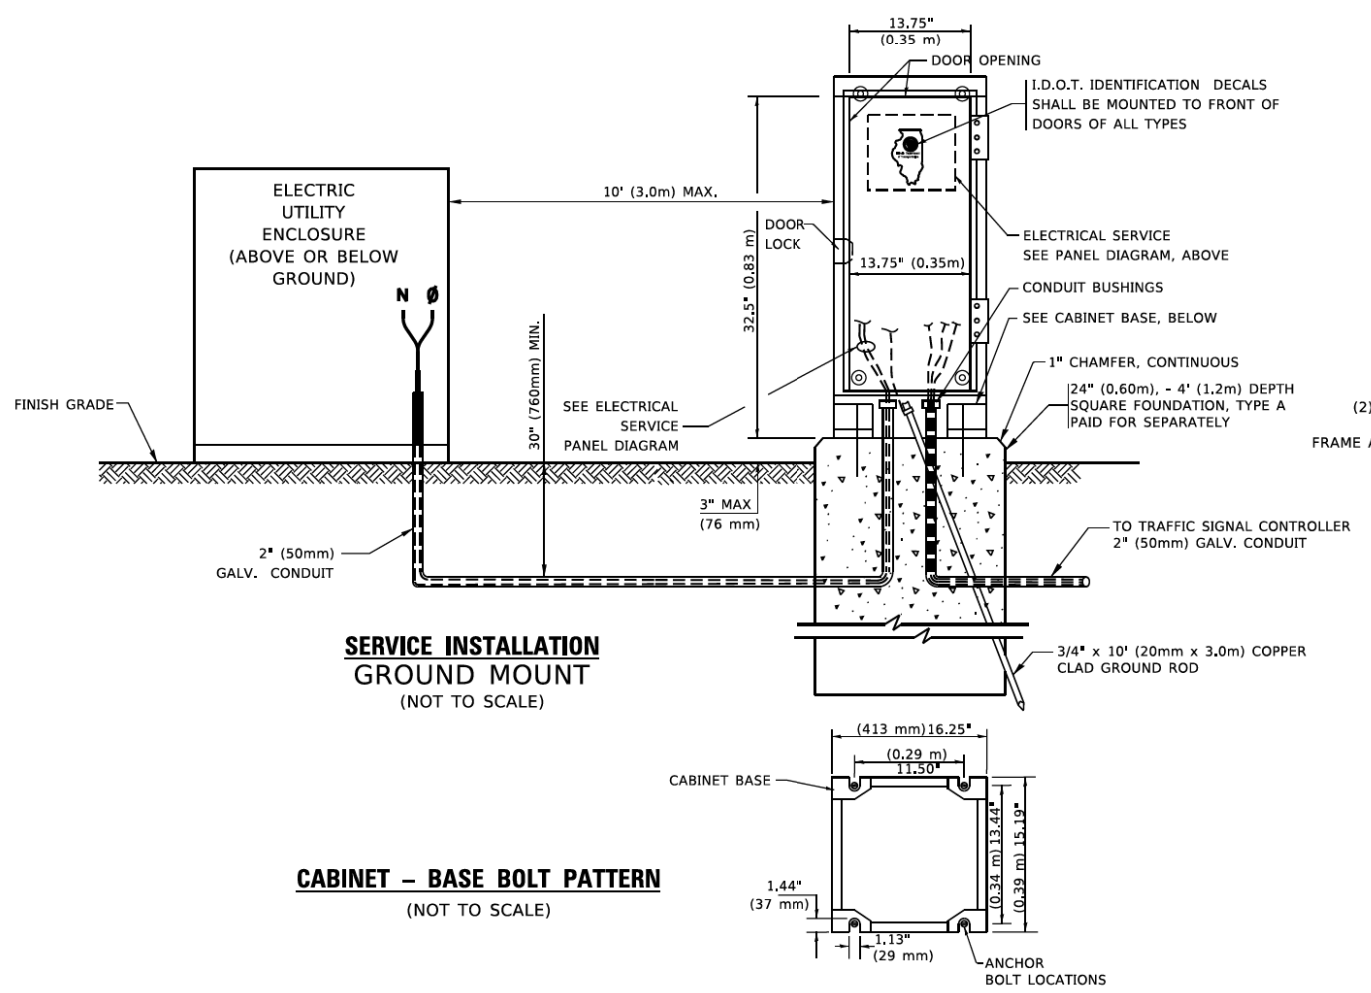 13.75"
(0.35 m)
DOOR OPENING
I.D.O.T. IDENTIFICATION DECALS
SHALL BE MOUNTED TO FRONT OF
DOORS OF ALL TYPES
ELECTRIC
UTILITY
ENCLOSURE
(ABOVE OR BELOW
GROUND)
N Ø
10' (3.0m) MAX.
DOOR
LOCK
32.5" (0.83 m)
13.75" (0.35m)
ELECTRICAL SERVICE
SEE PANEL DIAGRAM, ABOVE
CONDUIT BUSHINGS
SEE CABINET BASE, BELOW
1" CHAMFER, CONTINUOUS
24" (0.60m), - 4' (1.2m) DEPTH
SQUARE FOUNDATION, TYPE A
PAID FOR SEPARATELY
(2)
FRAME A
FINISH GRADE
30" (760mm) MIN.
SEE ELECTRICAL
SERVICE
PANEL DIAGRAM
3" MAX
(76 mm)
2" (50mm)
GALV. CONDUIT
TO TRAFFIC SIGNAL CONTROLLER
2" (50mm) GALV. CONDUIT
3/4" x 10' (20mm x 3.0m) COPPER
CLAD GROUND ROD
SERVICE INSTALLATION
GROUND MOUNT
(NOT TO SCALE)
(413 mm)16.25"
(0.29 m)
11.50"
CABINET BASE
(0.34 m) 13.44"
(0.39 m) 15.19"
CABINET – BASE BOLT PATTERN
(NOT TO SCALE)
1.44"
(37 mm)
1.13"
(29 mm)
ANCHOR
BOLT LOCATIONS